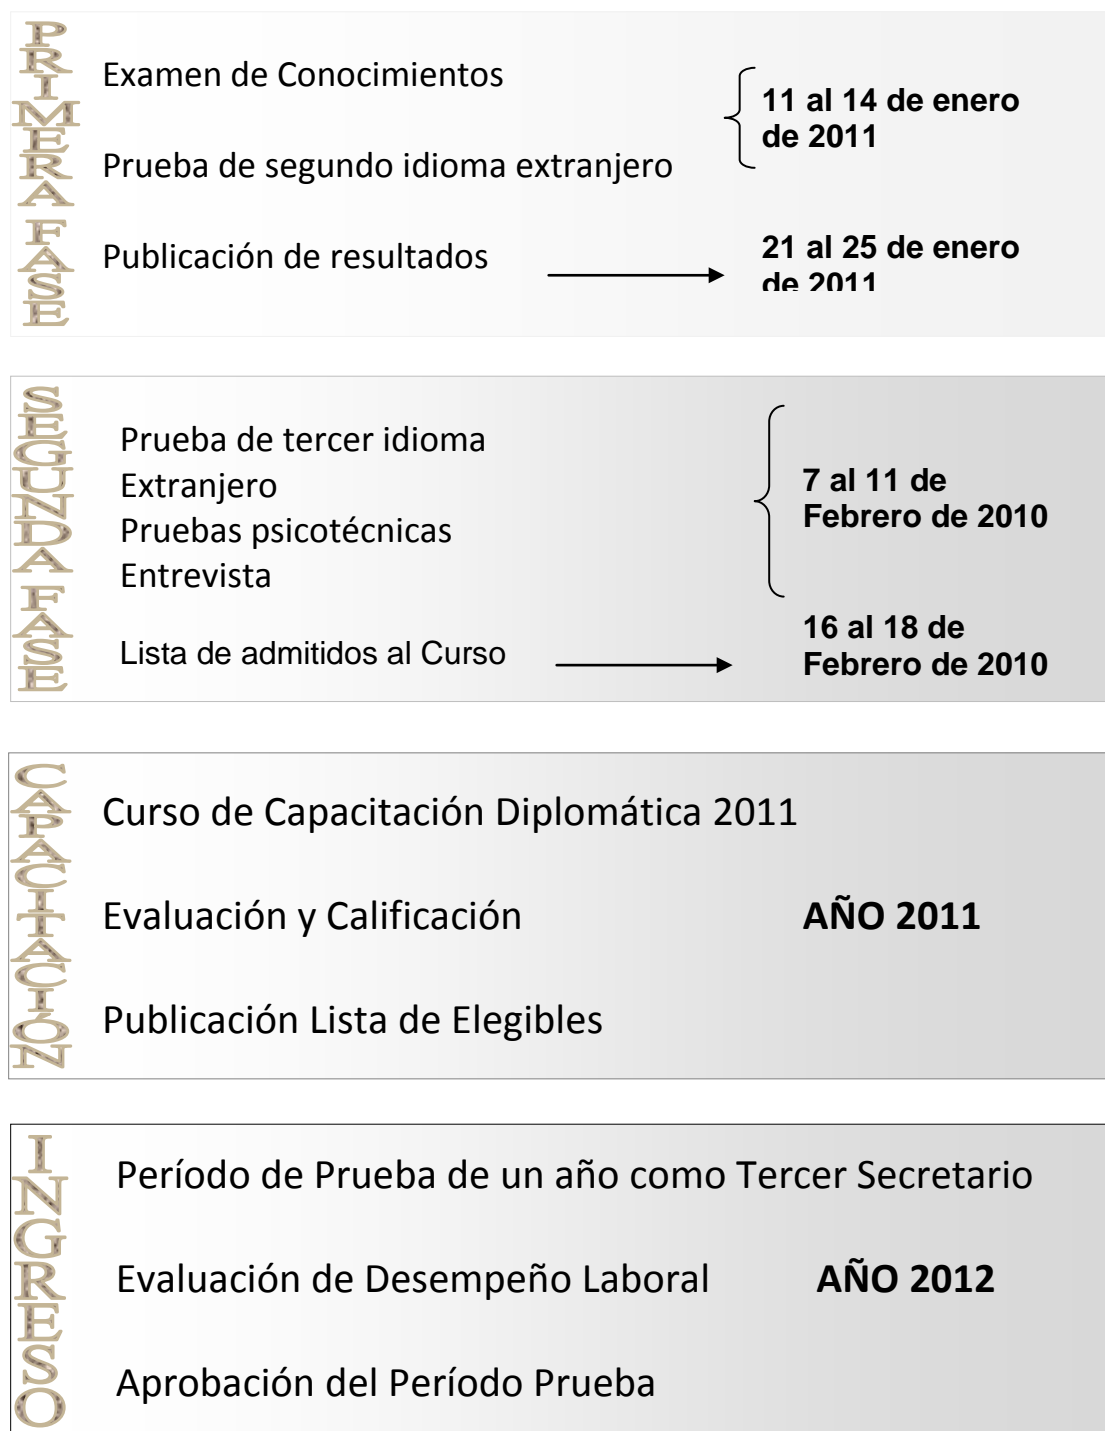 PRIMERA FASE
Examen de Conocimientos
11 al 14 de enero
de 2011
Prueba de segundo idioma extranjero
Publicación de resultados
21 al 25 de enero
de 2011
SEGUNDA FASE
Prueba de tercer idioma
Extranjero
Pruebas psicotécnicas
Entrevista
7 al 11 de
Febrero de 2010
Lista de admitidos al Curso
16 al 18 de
Febrero de 2010
CAPACITACIÓN
Curso de Capacitación Diplomática 2011
Evaluación y Calificación
AÑO 2011
Publicación Lista de Elegibles
INGRESO
Período de Prueba de un año como Tercer Secretario
Evaluación de Desempeño Laboral
AÑO 2012
Aprobación del Período Prueba